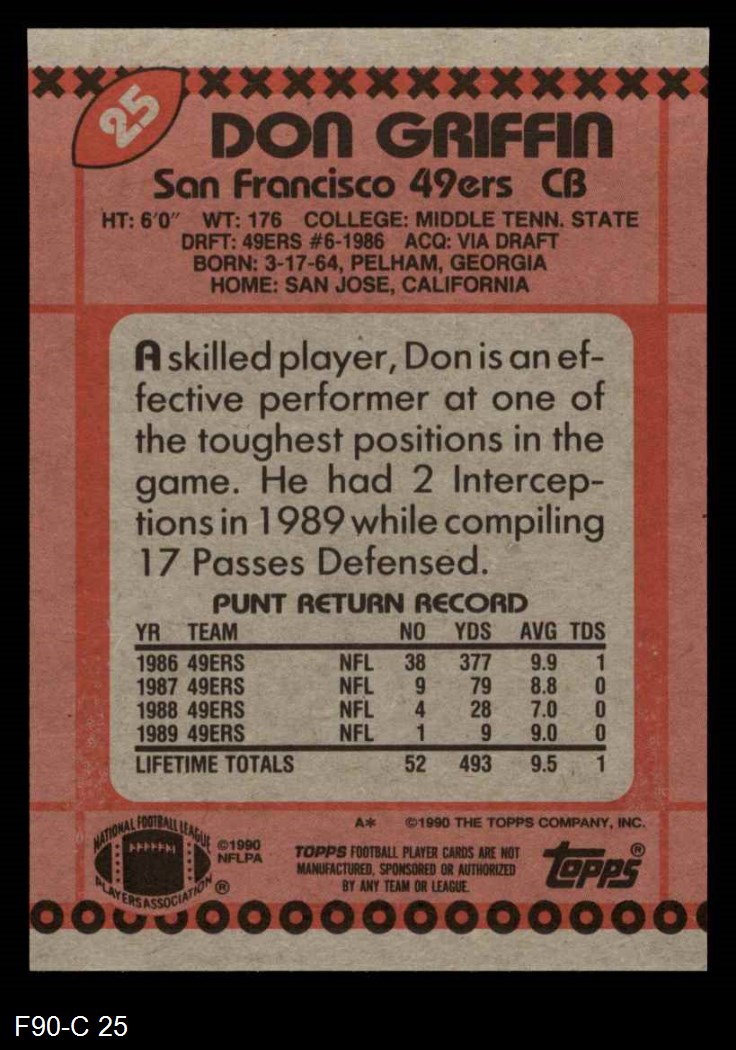 25
DON GRIFFIN
San Francisco 49ers CB
HT: 6'0" WT: 176 COLLEGE: MIDDLE TENN. STATE
DRFT: 49ERS #6-1986 ACQ: VIA DRAFT
BORN: 3-17-64, PELHAM, GEORGIA
HOME: SAN JOSE, CALIFORNIA
A skilled player, Don is an ef-
fective performer at one of
the toughest positions in the
game. He had 2 Intercep-
tions in 1989 while compiling
17 Passes Defensed.
PUNT RETURN RECORD
YR TEAM NO YDS AVG TDS
1986 49ERS NFL 38 377 9.9 1
1987 49ERS NFL 9 79 8.8 0
1988 49ERS NFL 4 28 7.0 0
1989 49ERS NFL 1 9 9.0 0
LIFETIME TOTALS 52 493 9.5 1
A* ©1990 THE TOPPS COMPANY, INC.
NATIONAL FOOTBALL LEAGUE
PLAYERS ASSOCIATION ®
©1990
NFLPA
TOPPS FOOTBALL PLAYER CARDS ARE NOT
MANUFACTURED, SPONSORED OR AUTHORIZED
BY ANY TEAM OR LEAGUE.
topps®
F90-C 25